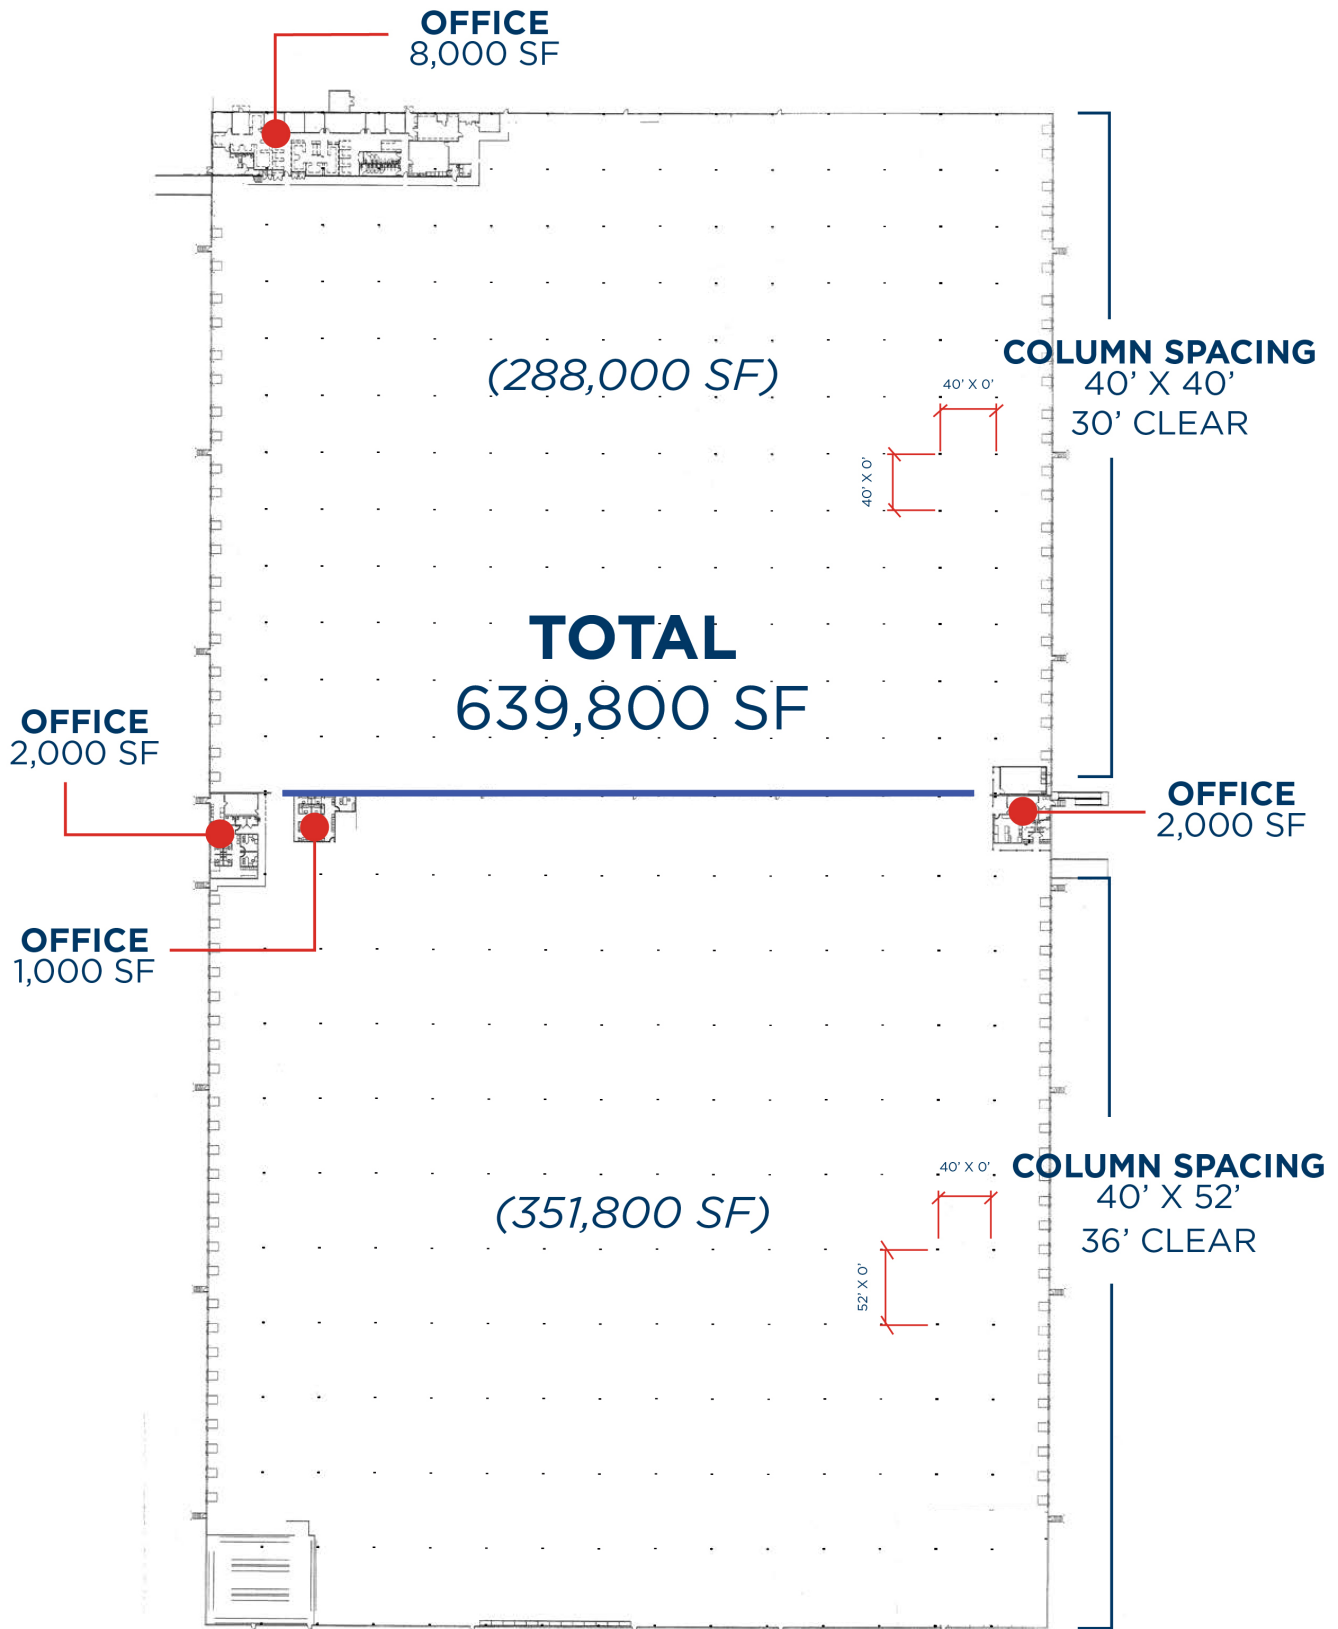 OFFICE
8,000 SF
(288,000 SF)
COLUMN SPACING
40' X 40'
30' CLEAR
40' X 0'
40' X 0'
TOTAL
639,800 SF
OFFICE
2,000 SF
OFFICE
2,000 SF
OFFICE
1,000 SF
COLUMN SPACING
40' X 52'
36' CLEAR
40' X 0'
(351,800 SF)
52' X 0'